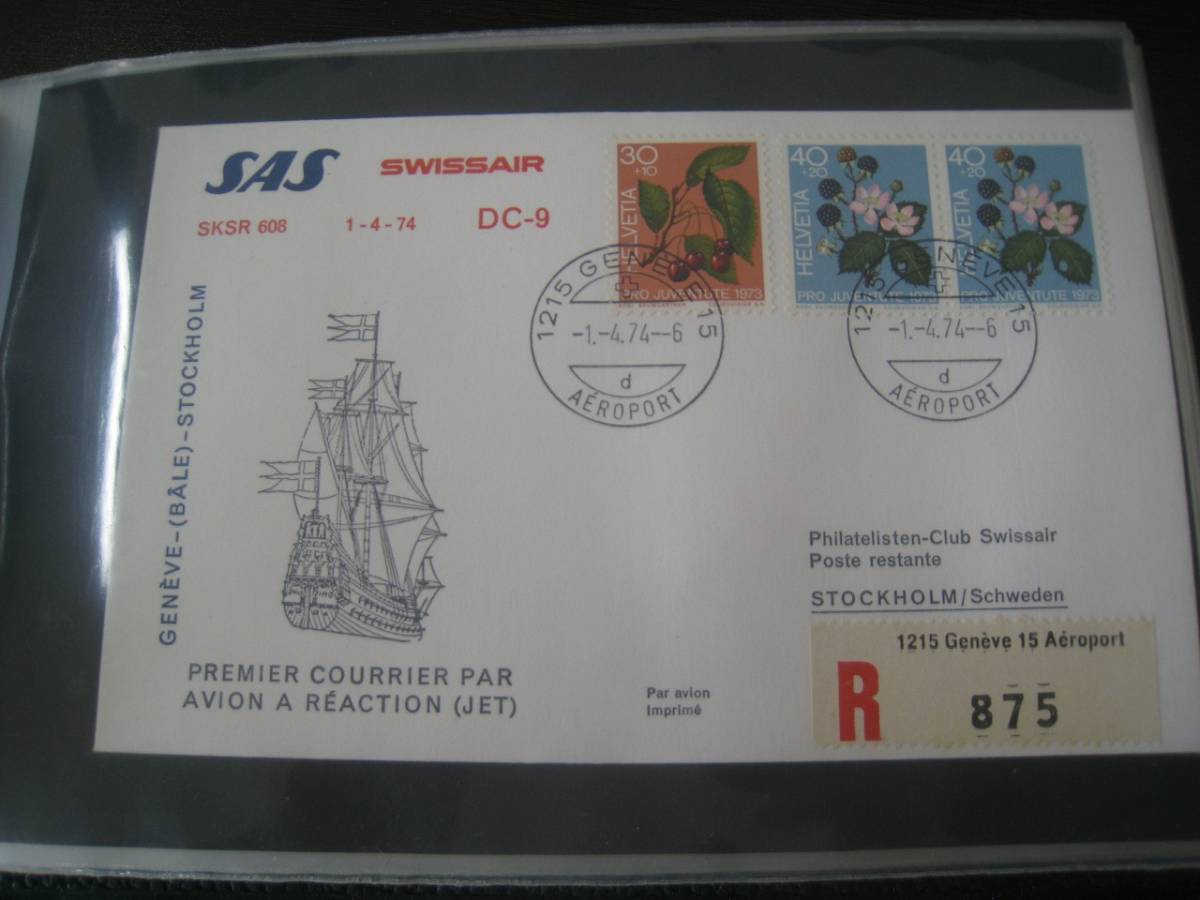 SAS SWISSAIR
SKSR 608 1-4-74 DC-9
GENÈVE-(BÂLE)-STOCKHOLM
30
+10
HELVETIA
PRO JUVENTUTE 1973
40
+20
HELVETIA
PRO JUVENTUTE 1973
40
+20
HELVETIA
PRO JUVENTUTE 1973
1215 GENÈVE 15
-1.-4.74--6
d
AÉROPORT
1215 GENÈVE 15
-1.-4.74--6
d
AÉROPORT
Philatelisten-Club Swissair
Poste restante
STOCKHOLM/Schweden
1215 Genève 15 Aéroport
R 875
PREMIER COURRIER PAR
AVION A RÉACTION (JET)
Par avion
Imprimé